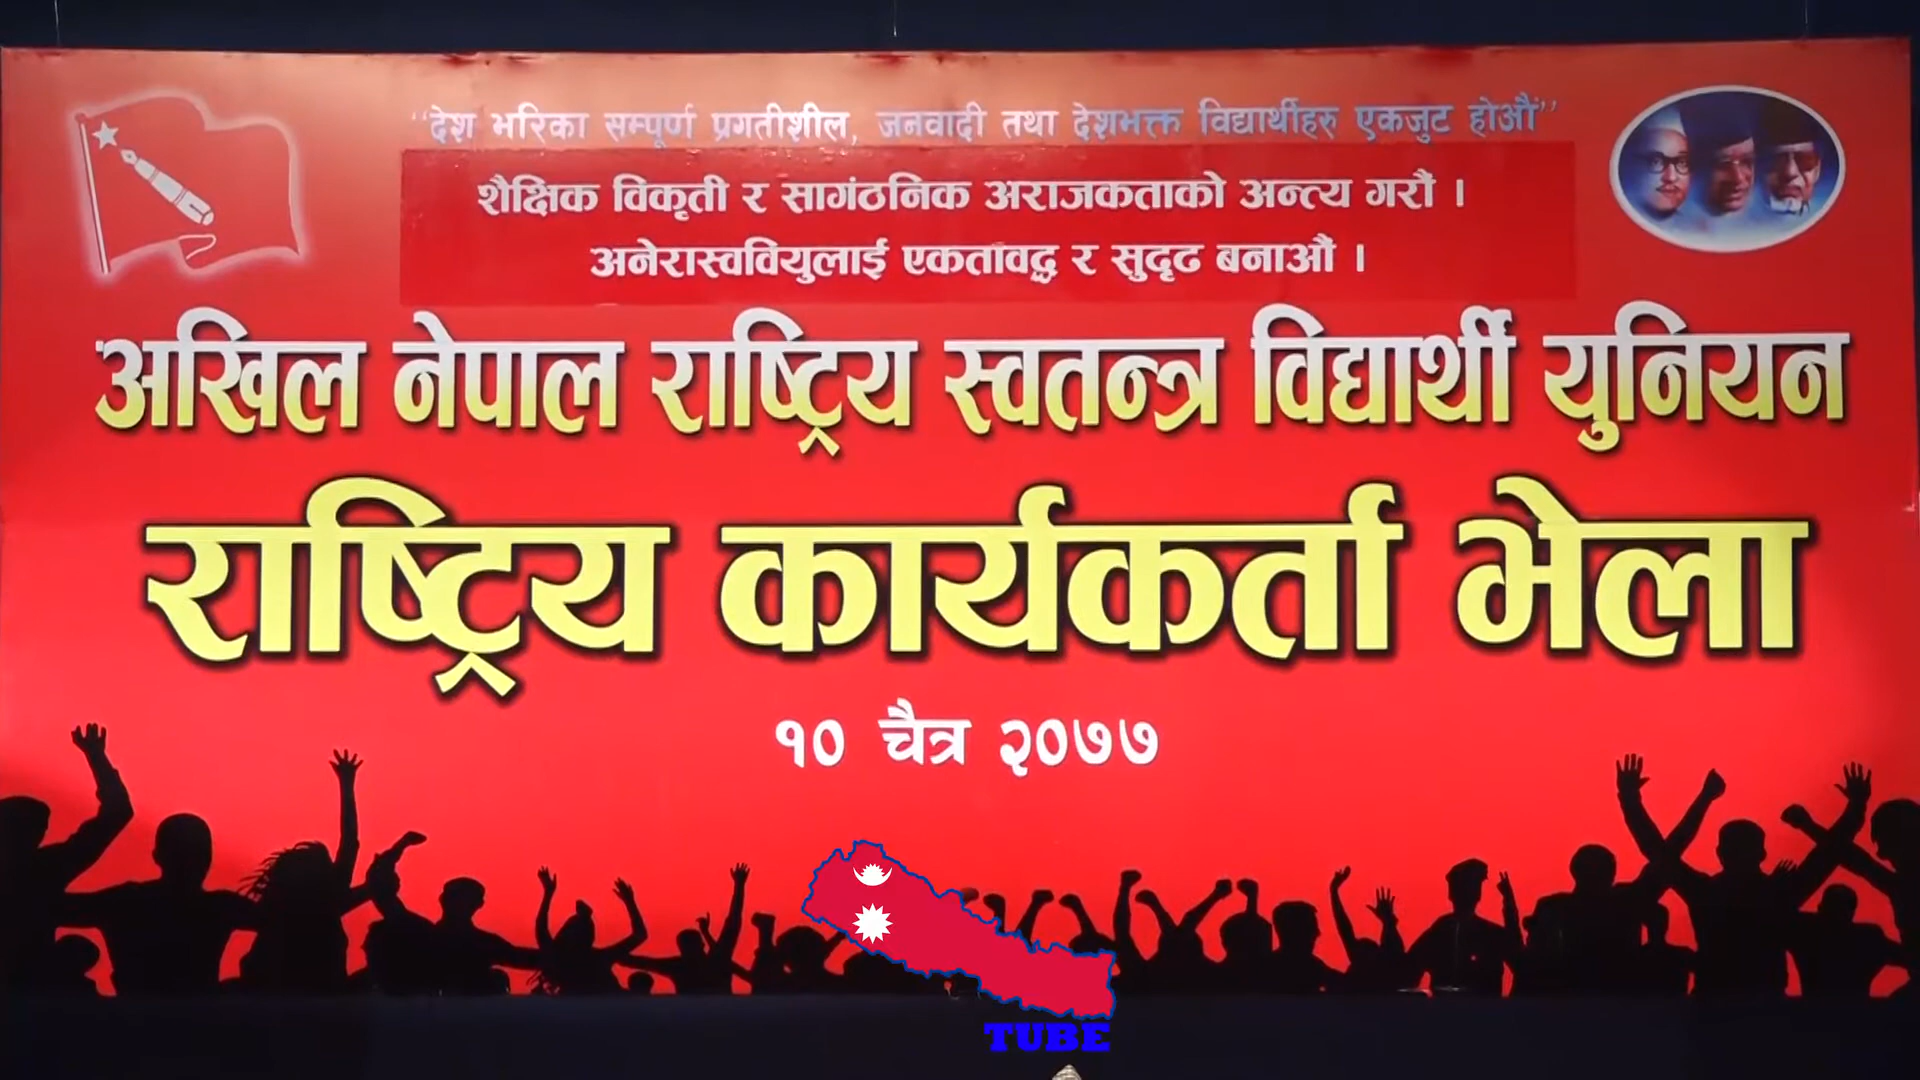 “देश भरिका सम्पूर्ण प्रगतीशील, जनवादी तथा देशभक्त विद्यार्थीहरु एकजुट होऔं”
शैक्षिक विकृती र सागंठनिक अराजकताको अन्त्य गरौं ।
अनेरास्ववियुलाई एकतावद्ध र सुदृढ बनाऔं ।
अखिल नेपाल राष्ट्रिय स्वतन्त्र विद्यार्थी युनियन
राष्ट्रिय कार्यकर्ता भेला
१० चैत्र २०७७
TUBE